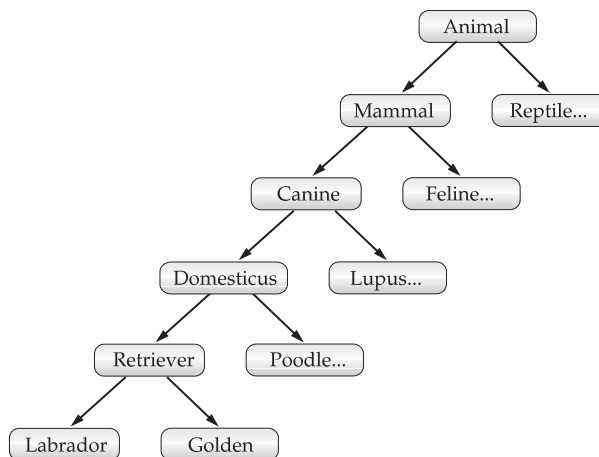 Animal
Mammal
Reptile...
Canine
Feline...
Domesticus
Lupus...
Retriever
Poodle...
Labrador
Golden